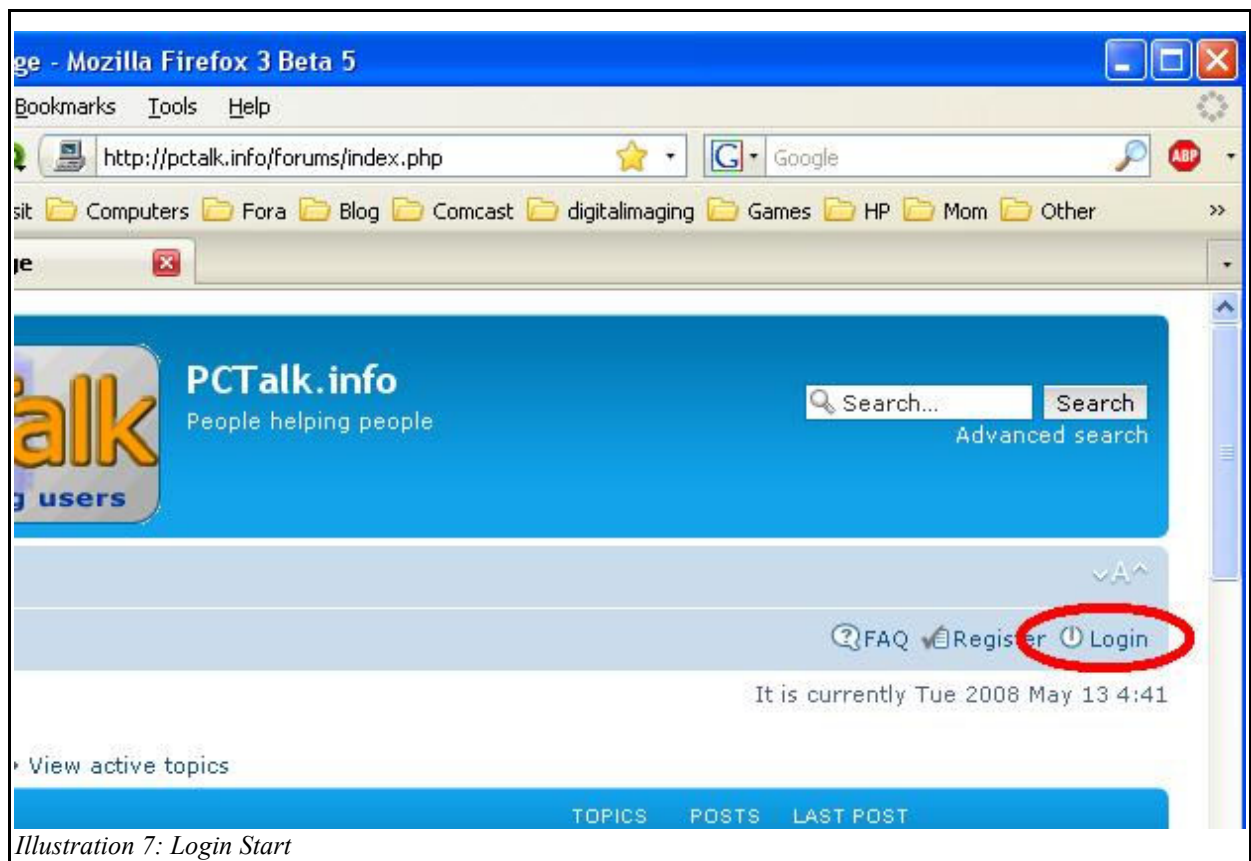 ge - Mozilla Firefox 3 Beta 5
Bookmarks Tools Help
http://pctalk.info/forums/index.php G Google ABP
sit Computers Fora Blog Comcast digitalimaging Games HP Mom Other »
ge
alk
g users
PCTalk.info
People helping people
Search... Search
Advanced search
A
FAQ Register Login
It is currently Tue 2008 May 13 4:41
View active topics
TOPICS POSTS LAST POST
Illustration 7: Login Start